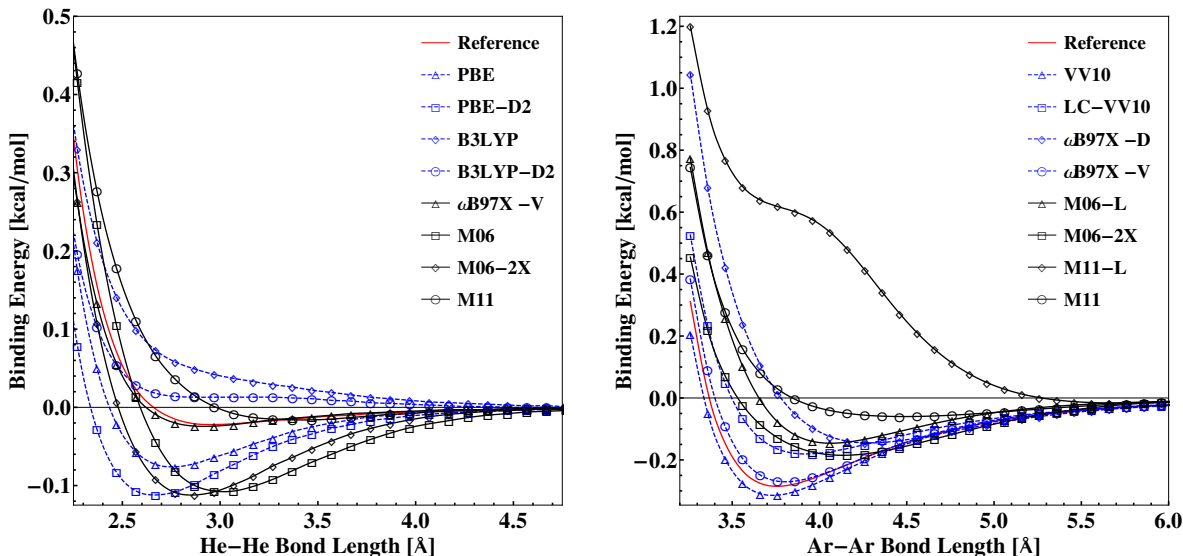 0.5
0.4
0.3
0.2
0.1
0.0
−0.1
Binding Energy [kcal/mol]
2.5 3.0 3.5 4.0 4.5
He−He Bond Length [Å]
Reference
PBE
PBE−D2
B3LYP
B3LYP−D2
ωB97X −V
M06
M06−2X
M11
1.2
1.0
0.8
0.6
0.4
0.2
0.0
−0.2
Binding Energy [kcal/mol]
3.5 4.0 4.5 5.0 5.5 6.0
Ar−Ar Bond Length [Å]
Reference
VV10
LC−VV10
ωB97X −D
ωB97X −V
M06−L
M06−2X
M11−L
M11